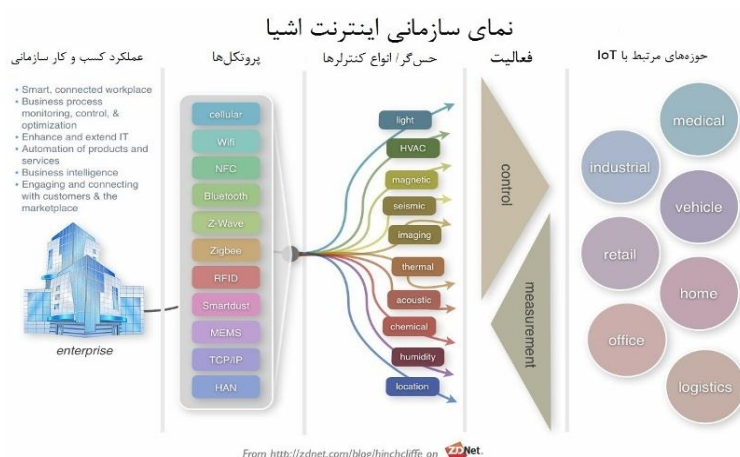 نمای سازمانی اینترنت اشیا
عملکرد کسب و کار سازمانی
Smart, connected workplace
Business process
monitoring, control, &
optimization
Enhance and extend IT
Automation of products and
services
Business intelligence
Engaging and connecting
with customers & the
marketplace
enterprise
پروتکل‌ها
cellular
Wifi
NFC
Bluetooth
Z-Wave
Zigbee
RFID
Smartdust
MEMS
TCP/IP
HAN
حس‌گر/ انواع کنترلرها
light
HVAC
magnetic
seismic
imaging
thermal
acoustic
chemical
humidity
location
فعالیت
control
measurement
حوزه‌های مرتبط با IoT
medical
industrial
vehicle
retail
home
office
logistics
From http://zdnet.com/blog/hinchcliffe on ZDNet.